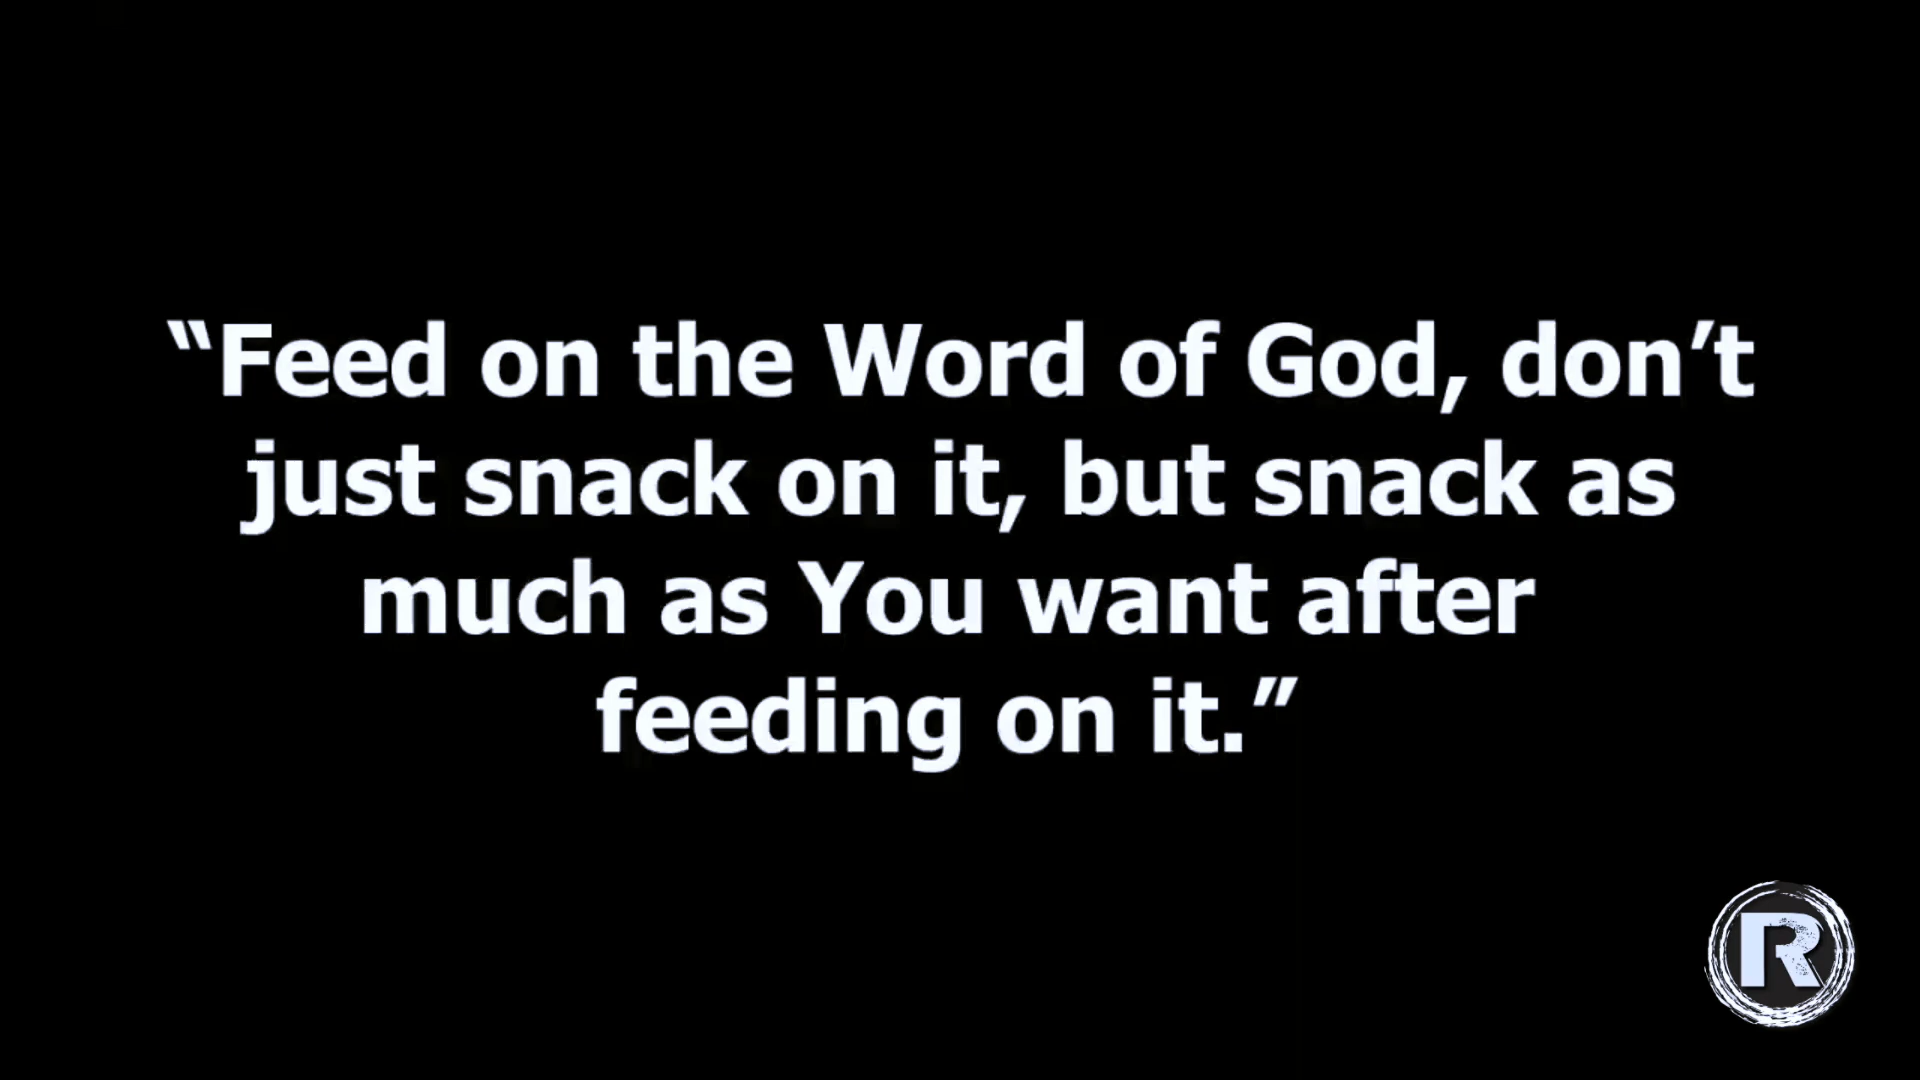 “Feed on the Word of God, don’t
just snack on it, but snack as
much as You want after
feeding on it.”
R